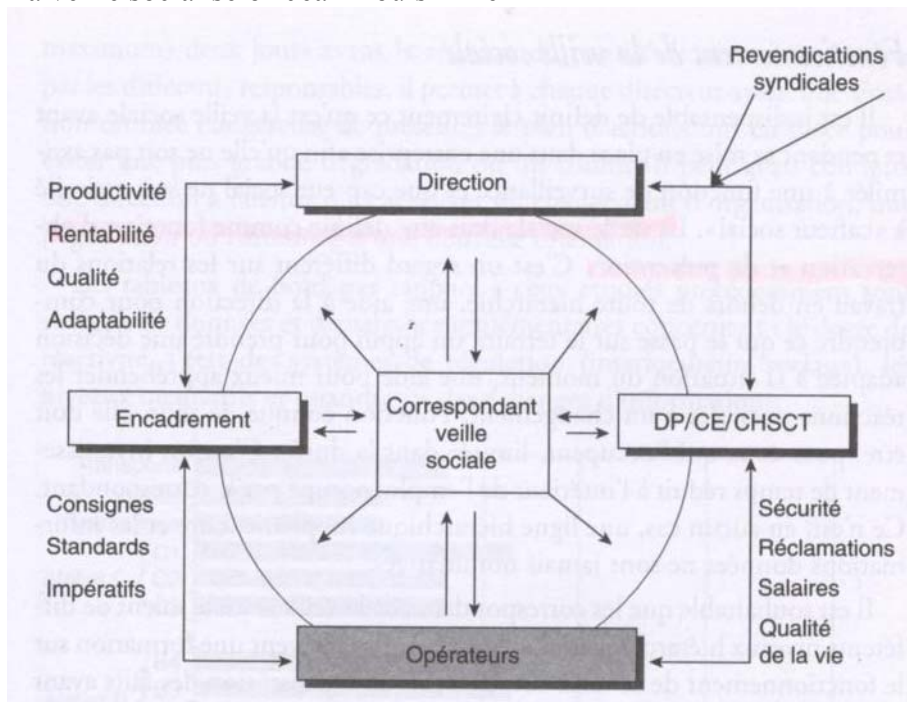 Revendications
syndicales
Direction
Productivité
Rentabilité
Qualité
Adaptabilité
Encadrement
Correspondant
veille
sociale
DP/CE/CHSCT
Consignes
Standards
Impératifs
Sécurité
Réclamations
Salaires
Qualité
de la vie
Opérateurs